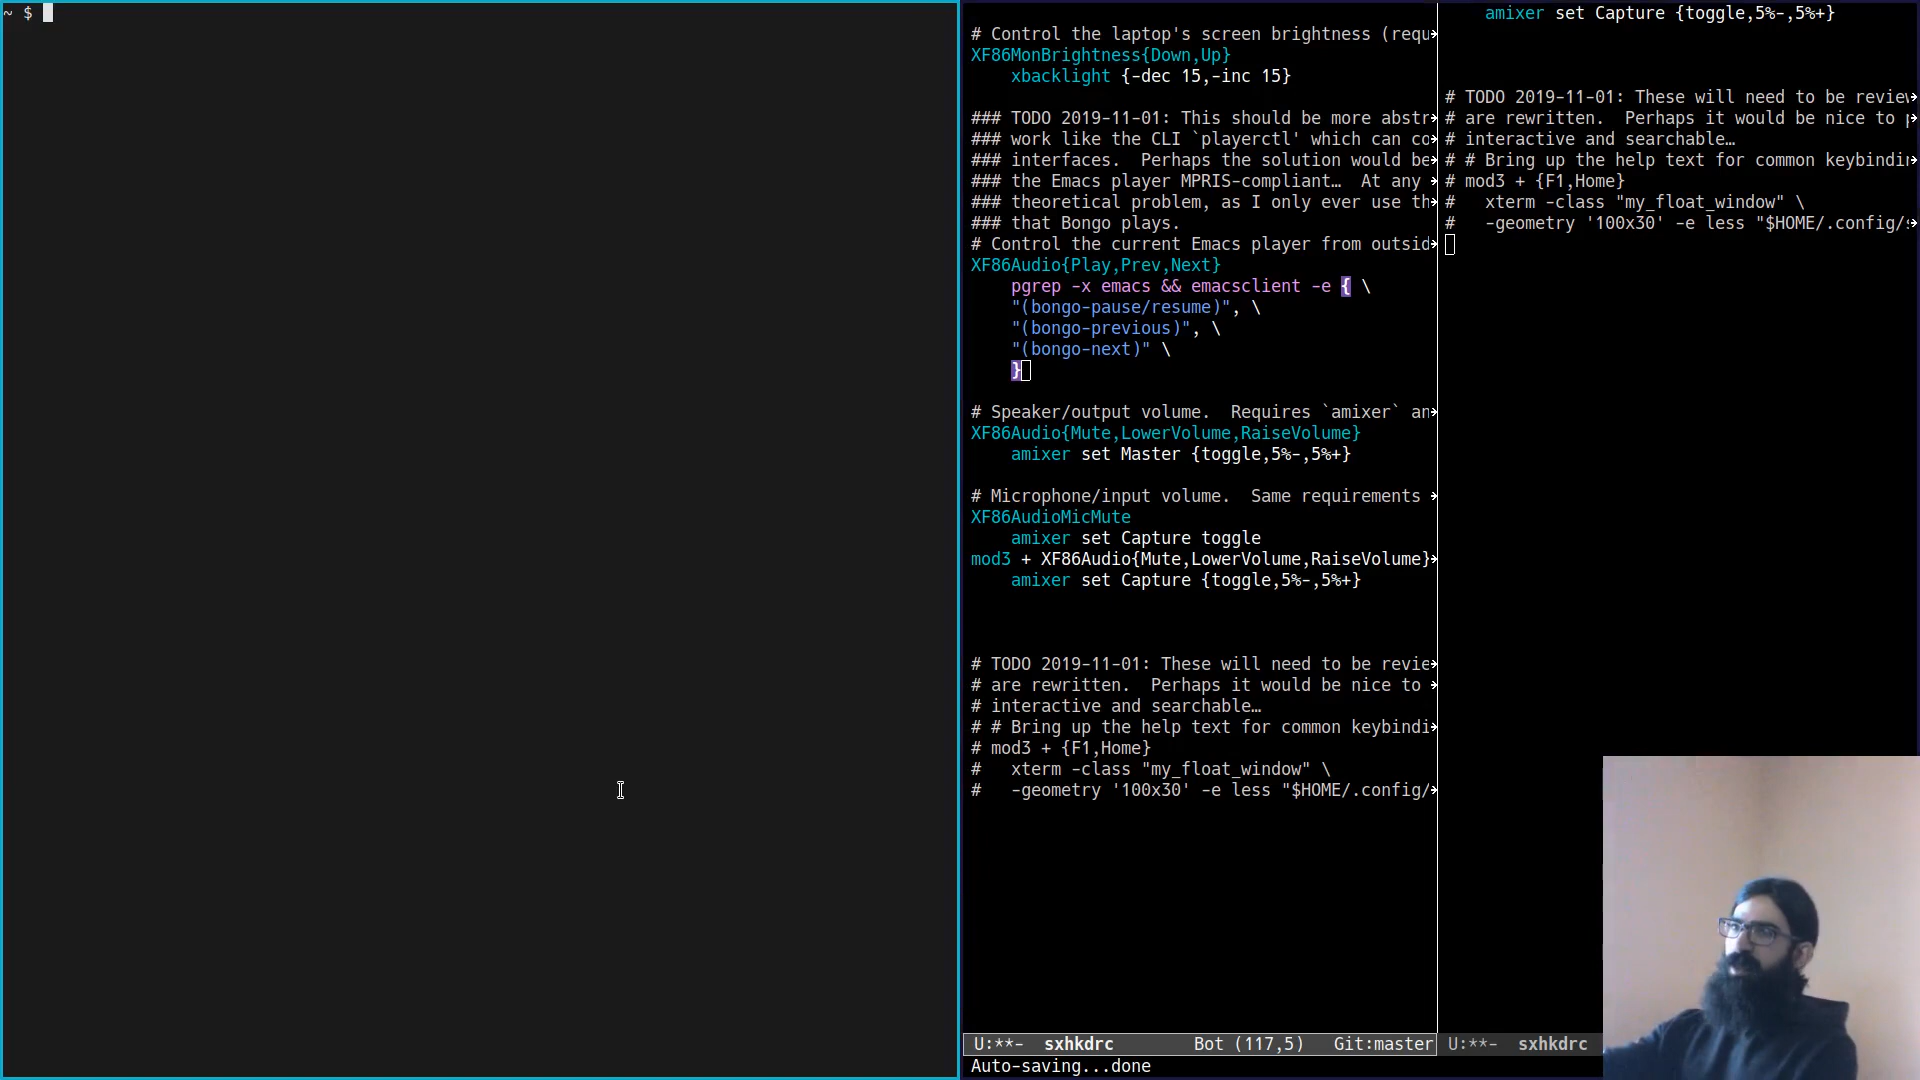 ~ $
# Control the laptop's screen brightness (requ
XF86MonBrightness{Down,Up}
    xbacklight {-dec 15,-inc 15}

### TODO 2019-11-01: This should be more abstr
### work like the CLI `playerctl' which can co
### interfaces.  Perhaps the solution would be
### the Emacs player MPRIS-compliant…  At any
### theoretical problem, as I only ever use th
### that Bongo plays.
# Control the current Emacs player from outsid
XF86Audio{Play,Prev,Next}
    pgrep -x emacs && emacsclient -e { \
    "(bongo-pause/resume)", \
    "(bongo-previous)", \
    "(bongo-next)" \
    }

# Speaker/output volume.  Requires `amixer` an
XF86Audio{Mute,LowerVolume,RaiseVolume}
    amixer set Master {toggle,5%-,5%+}

# Microphone/input volume.  Same requirements
XF86AudioMicMute
    amixer set Capture toggle
mod3 + XF86Audio{Mute,LowerVolume,RaiseVolume}
    amixer set Capture {toggle,5%-,5%+}

# TODO 2019-11-01: These will need to be revie
# are rewritten.  Perhaps it would be nice to
# interactive and searchable…
# # Bring up the help text for common keybindi
# mod3 + {F1,Home}
#   xterm -class "my_float_window" \
#   -geometry '100x30' -e less "$HOME/.config/
U:**-  sxhkdrc        Bot (117,5)   Git:master
Auto-saving...done
    amixer set Capture {toggle,5%-,5%+}

# TODO 2019-11-01: These will need to be review
# are rewritten.  Perhaps it would be nice to p
# interactive and searchable…
# # Bring up the help text for common keybindin
# mod3 + {F1,Home}
#   xterm -class "my_float_window" \
#   -geometry '100x30' -e less "$HOME/.config/s
U:**-  sxhkdrc